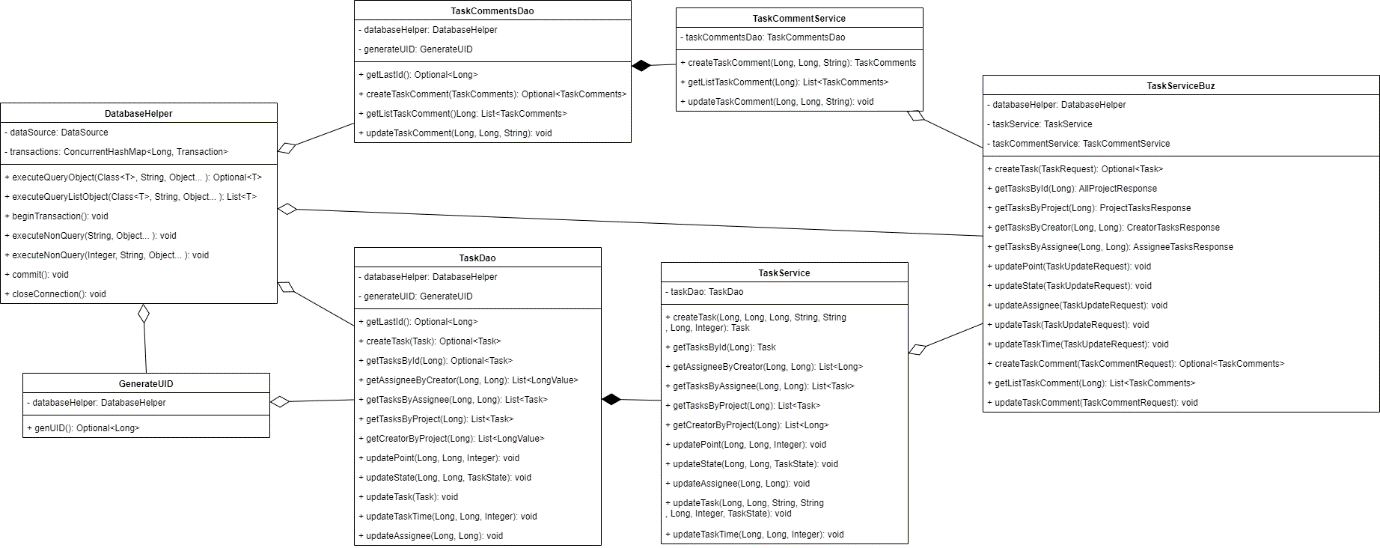 TaskCommentsDao
- databaseHelper: DatabaseHelper
- generateUID: GenerateUID
+ getLastId(): Optional<Long>
+ createTaskComment(TaskComments): Optional<TaskComments>
+ getListTaskComment()Long: List<TaskComments>
+ updateTaskComment(Long, Long, String): void
TaskCommentService
- taskCommentsDao: TaskCommentsDao
+ createTaskComment(Long, Long, String): TaskComments
+ getListTaskComment(Long): List<TaskComments>
+ updateTaskComment(Long, Long, String): void
TaskServiceBuz
- databaseHelper: DatabaseHelper
- taskService: TaskService
- taskCommentService: TaskCommentService
+ createTask(TaskRequest): Optional<Task>
+ getTasksById(Long): AllProjectResponse
+ getTasksByProject(Long): ProjectTasksResponse
+ getTasksByCreator(Long, Long): CreatorTasksResponse
+ getTasksByAssignee(Long, Long): AssigneeTasksResponse
+ updatePoint(TaskUpdateRequest): void
+ updateState(TaskUpdateRequest): void
+ updateAssignee(TaskUpdateRequest): void
+ updateTask(TaskUpdateRequest): void
+ updateTaskTime(TaskUpdateRequest): void
+ createTaskComment(TaskCommentRequest): Optional<TaskComments>
+ getListTaskComment(Long): List<TaskComments>
+ updateTaskComment(TaskCommentRequest): void
DatabaseHelper
- dataSource: DataSource
- transactions: ConcurrentHashMap<Long, Transaction>
+ executeQueryObject(Class<T>, String, Object... ): Optional<T>
+ executeQueryListObject(Class<T>, String, Object... ): List<T>
+ beginTransaction(): void
+ executeNonQuery(String, Object... ): void
+ executeNonQuery(Integer, String, Object... ): void
+ commit(): void
+ closeConnection(): void
GenerateUID
- databaseHelper: DatabaseHelper
+ genUID(): Optional<Long>
TaskDao
- databaseHelper: DatabaseHelper
- generateUID: GenerateUID
+ getLastId(): Optional<Long>
+ createTask(Task): Optional<Task>
+ getTasksById(Long): Optional<Task>
+ getAssigneeByCreator(Long, Long): List<LongValue>
+ getTasksByAssignee(Long, Long): List<Task>
+ getTasksByProject(Long): List<Task>
+ getCreatorByProject(Long): List<LongValue>
+ updatePoint(Long, Long, Integer): void
+ updateState(Long, Long, TaskState): void
+ updateTask(Task): void
+ updateTaskTime(Long, Long, Integer): void
+ updateAssignee(Long, Long): void
TaskService
- taskDao: TaskDao
+ createTask(Long, Long, Long, String, String
, Long, Integer): Task
+ getTasksById(Long): Task
+ getAssigneeByCreator(Long, Long): List<Long>
+ getTasksByAssignee(Long, Long): List<Task>
+ getTasksByProject(Long): List<Task>
+ getCreatorByProject(Long): List<Long>
+ updatePoint(Long, Long, Integer): void
+ updateState(Long, Long, TaskState): void
+ updateAssignee(Long, Long): void
+ updateTask(Long, Long, String, String
, Long, Integer, TaskState): void
+ updateTaskTime(Long, Long, Integer): void